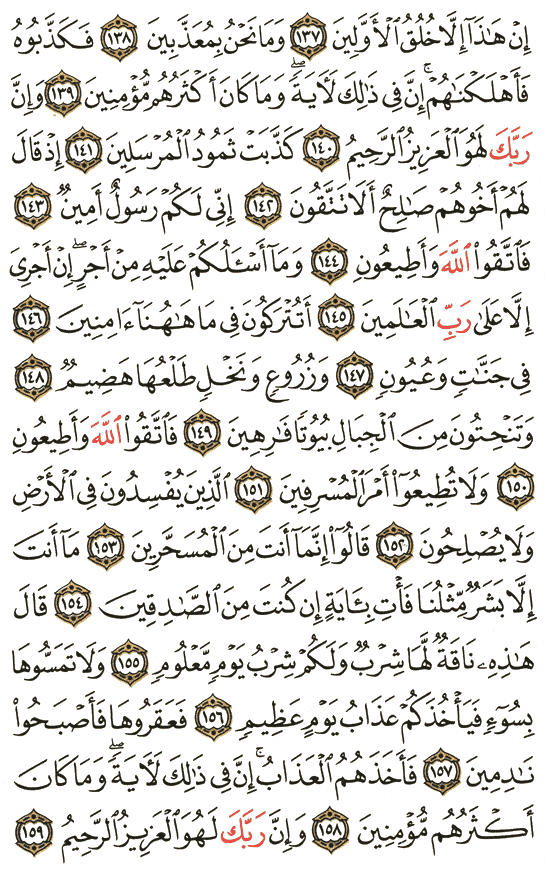 إِنْ هَٰذَآ إِلَّا خُلُقُ ٱلْأَوَّلِينَ ١٣٧ وَمَا نَحْنُ بِمُعَذَّبِينَ ١٣٨ فَكَذَّبُوهُ
فَأَهْلَكْنَٰهُمْ ۚ إِنَّ فِى ذَٰلِكَ لَءَايَةً ۖ وَمَا كَانَ أَكْثَرُهُم مُّؤْمِنِينَ ١٣٩ وَإِنَّ
رَبَّكَ لَهُوَ ٱلْعَزِيزُ ٱلرَّحِيمُ ١٤٠ كَذَّبَتْ ثَمُودُ ٱلْمُرْسَلِينَ ١٤١ إِذْ قَالَ
لَهُمْ أَخُوهُمْ صَٰلِحٌ أَلَا تَتَّقُونَ ١٤٢ إِنِّى لَكُمْ رَسُولٌ أَمِينٌ ١٤٣
فَٱتَّقُوا۟ ٱللَّهَ وَأَطِيعُونِ ١٤٤ وَمَآ أَسْـَٔلُكُمْ عَلَيْهِ مِنْ أَجْرٍ ۖ إِنْ أَجْرِىَ
إِلَّا عَلَىٰ رَبِّ ٱلْعَٰلَمِينَ ١٤٥ أَتُتْرَكُونَ فِى مَا هَٰهُنَآ ءَامِنِينَ ١٤٦
فِى جَنَّٰتٍ وَعُيُونٍ ١٤٧ وَزُرُوعٍ وَنَخْلٍ طَلْعُهَا هَضِيمٌ ١٤٨
وَتَنْحِتُونَ مِنَ ٱلْجِبَالِ بُيُوتًا فَٰرِهِينَ ١٤٩ فَٱتَّقُوا۟ ٱللَّهَ وَأَطِيعُونِ
١٥٠ وَلَا تُطِيعُوٓا۟ أَمْرَ ٱلْمُسْرِفِينَ ١٥١ ٱلَّذِينَ يُفْسِدُونَ فِى ٱلْأَرْضِ
وَلَا يُصْلِحُونَ ١٥٢ قَالُوٓا۟ إِنَّمَآ أَنتَ مِنَ ٱلْمُسَحَّرِينَ ١٥٣ مَآ أَنتَ
إِلَّا بَشَرٌ مِّثْلُنَا فَأْتِ بِـَٔايَةٍ إِن كُنتَ مِنَ ٱلصَّٰدِقِينَ ١٥٤ قَالَ
هَٰذِهِۦ نَاقَةٌ لَّهَا شِرْبٌ وَلَكُمْ شِرْبُ يَوْمٍ مَّعْلُومٍ ١٥٥ وَلَا تَمَسُّوهَا
بِسُوٓءٍ فَيَأْخُذَكُمْ عَذَابُ يَوْمٍ عَظِيمٍ ١٥٦ فَعَقَرُوهَا فَأَصْبَحُوا۟
نَٰدِمِينَ ١٥٧ فَأَخَذَهُمُ ٱلْعَذَابُ ۗ إِنَّ فِى ذَٰلِكَ لَءَايَةً ۖ وَمَا كَانَ
أَكْثَرُهُم مُّؤْمِنِينَ ١٥٨ وَإِنَّ رَبَّكَ لَهُوَ ٱلْعَزِيزُ ٱلرَّحِيمُ ١٥٩